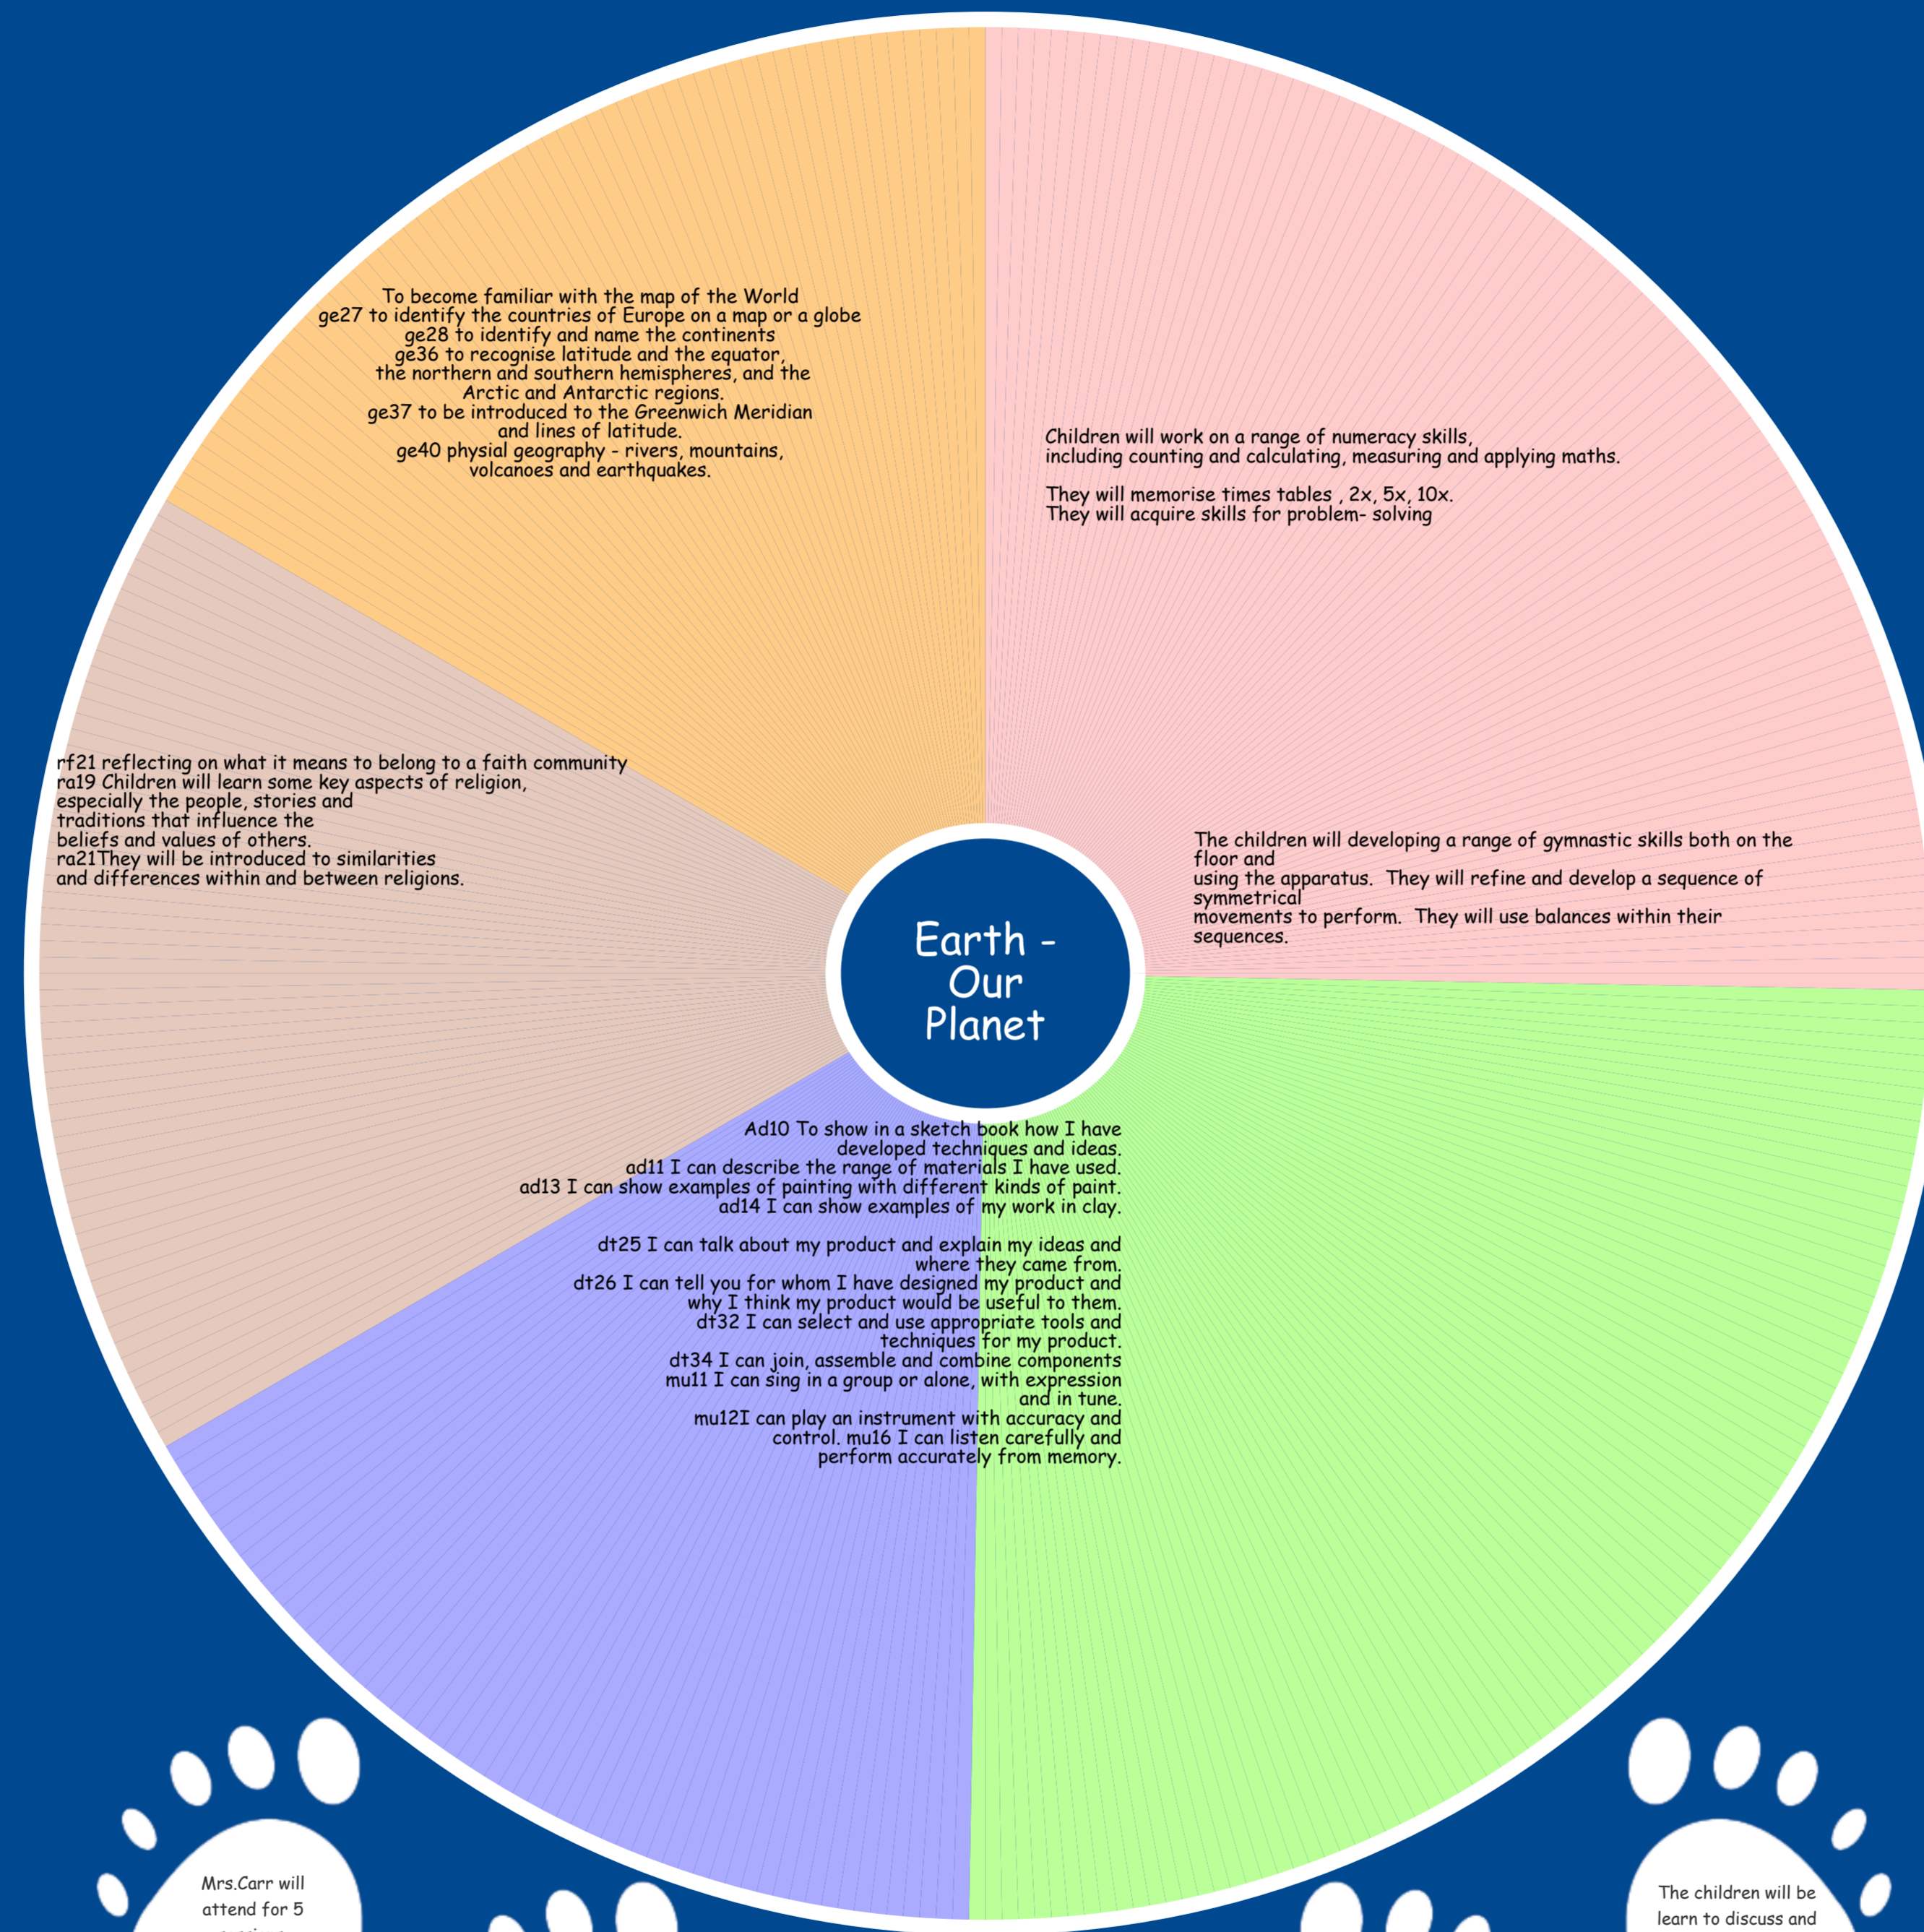 To become familiar with the map of the World
ge27 to identify the countries of Europe on a map or a globe
ge28 to identify and name the continents
ge36 to recognise latitude and the equator,
the northern and southern hemispheres, and the
Arctic and Antarctic regions.
ge37 to be introduced to the Greenwich Meridian
and lines of latitude.
ge40 physial geography - rivers, mountains,
volcanoes and earthquakes.
Children will work on a range of numeracy skills,
including counting and calculating, measuring and applying maths.
They will memorise times tables , 2x, 5x, 10x.
They will acquire skills for problem- solving
rf21 reflecting on what it means to belong to a faith community
ra19 Children will learn some key aspects of religion,
especially the people, stories and
traditions that influence the
beliefs and values of others.
ra21They will be introduced to similarities
and differences within and between religions.
The children will developing a range of gymnastic skills both on the
floor and
using the apparatus.  They will refine and develop a sequence of
symmetrical
movements to perform.  They will use balances within their
sequences.
Earth -
Our
Planet
Ad10 To show in a sketch book how I have
developed techniques and ideas.
ad11 I can describe the range of materials I have used.
ad13 I can show examples of painting with different kinds of paint.
ad14 I can show examples of my work in clay.
dt25 I can talk about my product and explain my ideas and
where they came from.
dt26 I can tell you for whom I have designed my product and
why I think my product would be useful to them.
dt32 I can select and use appropriate tools and
techniques for my product.
dt34 I can join, assemble and combine components
mu11 I can sing in a group or alone, with expression
and in tune.
mu12I can play an instrument with accuracy and
control. mu16 I can listen carefully and
perform accurately from memory.
Mrs.Carr will
attend for 5
The children will be
learn to discuss and